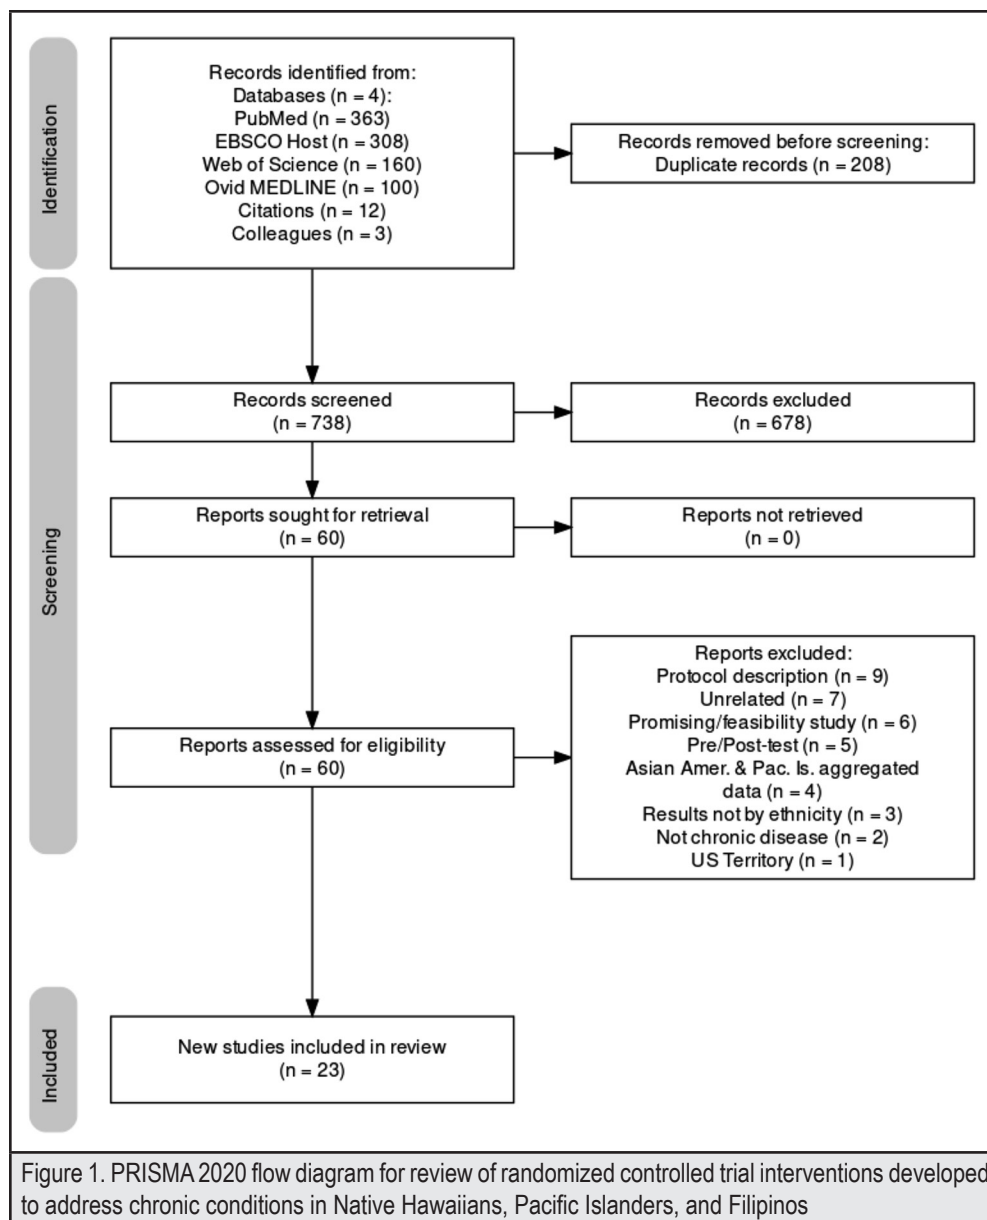 Identification
Records identified from:
Databases (n = 4):
PubMed (n = 363)
EBSCO Host (n = 308)
Web of Science (n = 160)
Ovid MEDLINE (n = 100)
Citations (n = 12)
Colleagues (n = 3)
Records removed before screening:
Duplicate records (n = 208)
Screening
Records screened
(n = 738)
Records excluded
(n = 678)
Reports sought for retrieval
(n = 60)
Reports not retrieved
(n = 0)
Reports assessed for eligibility
(n = 60)
Reports excluded:
Protocol description (n = 9)
Unrelated (n = 7)
Promising/feasibility study (n = 6)
Pre/Post-test (n = 5)
Asian Amer. & Pac. Is. aggregated
data (n = 4)
Results not by ethnicity (n = 3)
Not chronic disease (n = 2)
US Territory (n = 1)
Included
New studies included in review
(n = 23)
Figure 1. PRISMA 2020 flow diagram for review of randomized controlled trial interventions developed
to address chronic conditions in Native Hawaiians, Pacific Islanders, and Filipinos